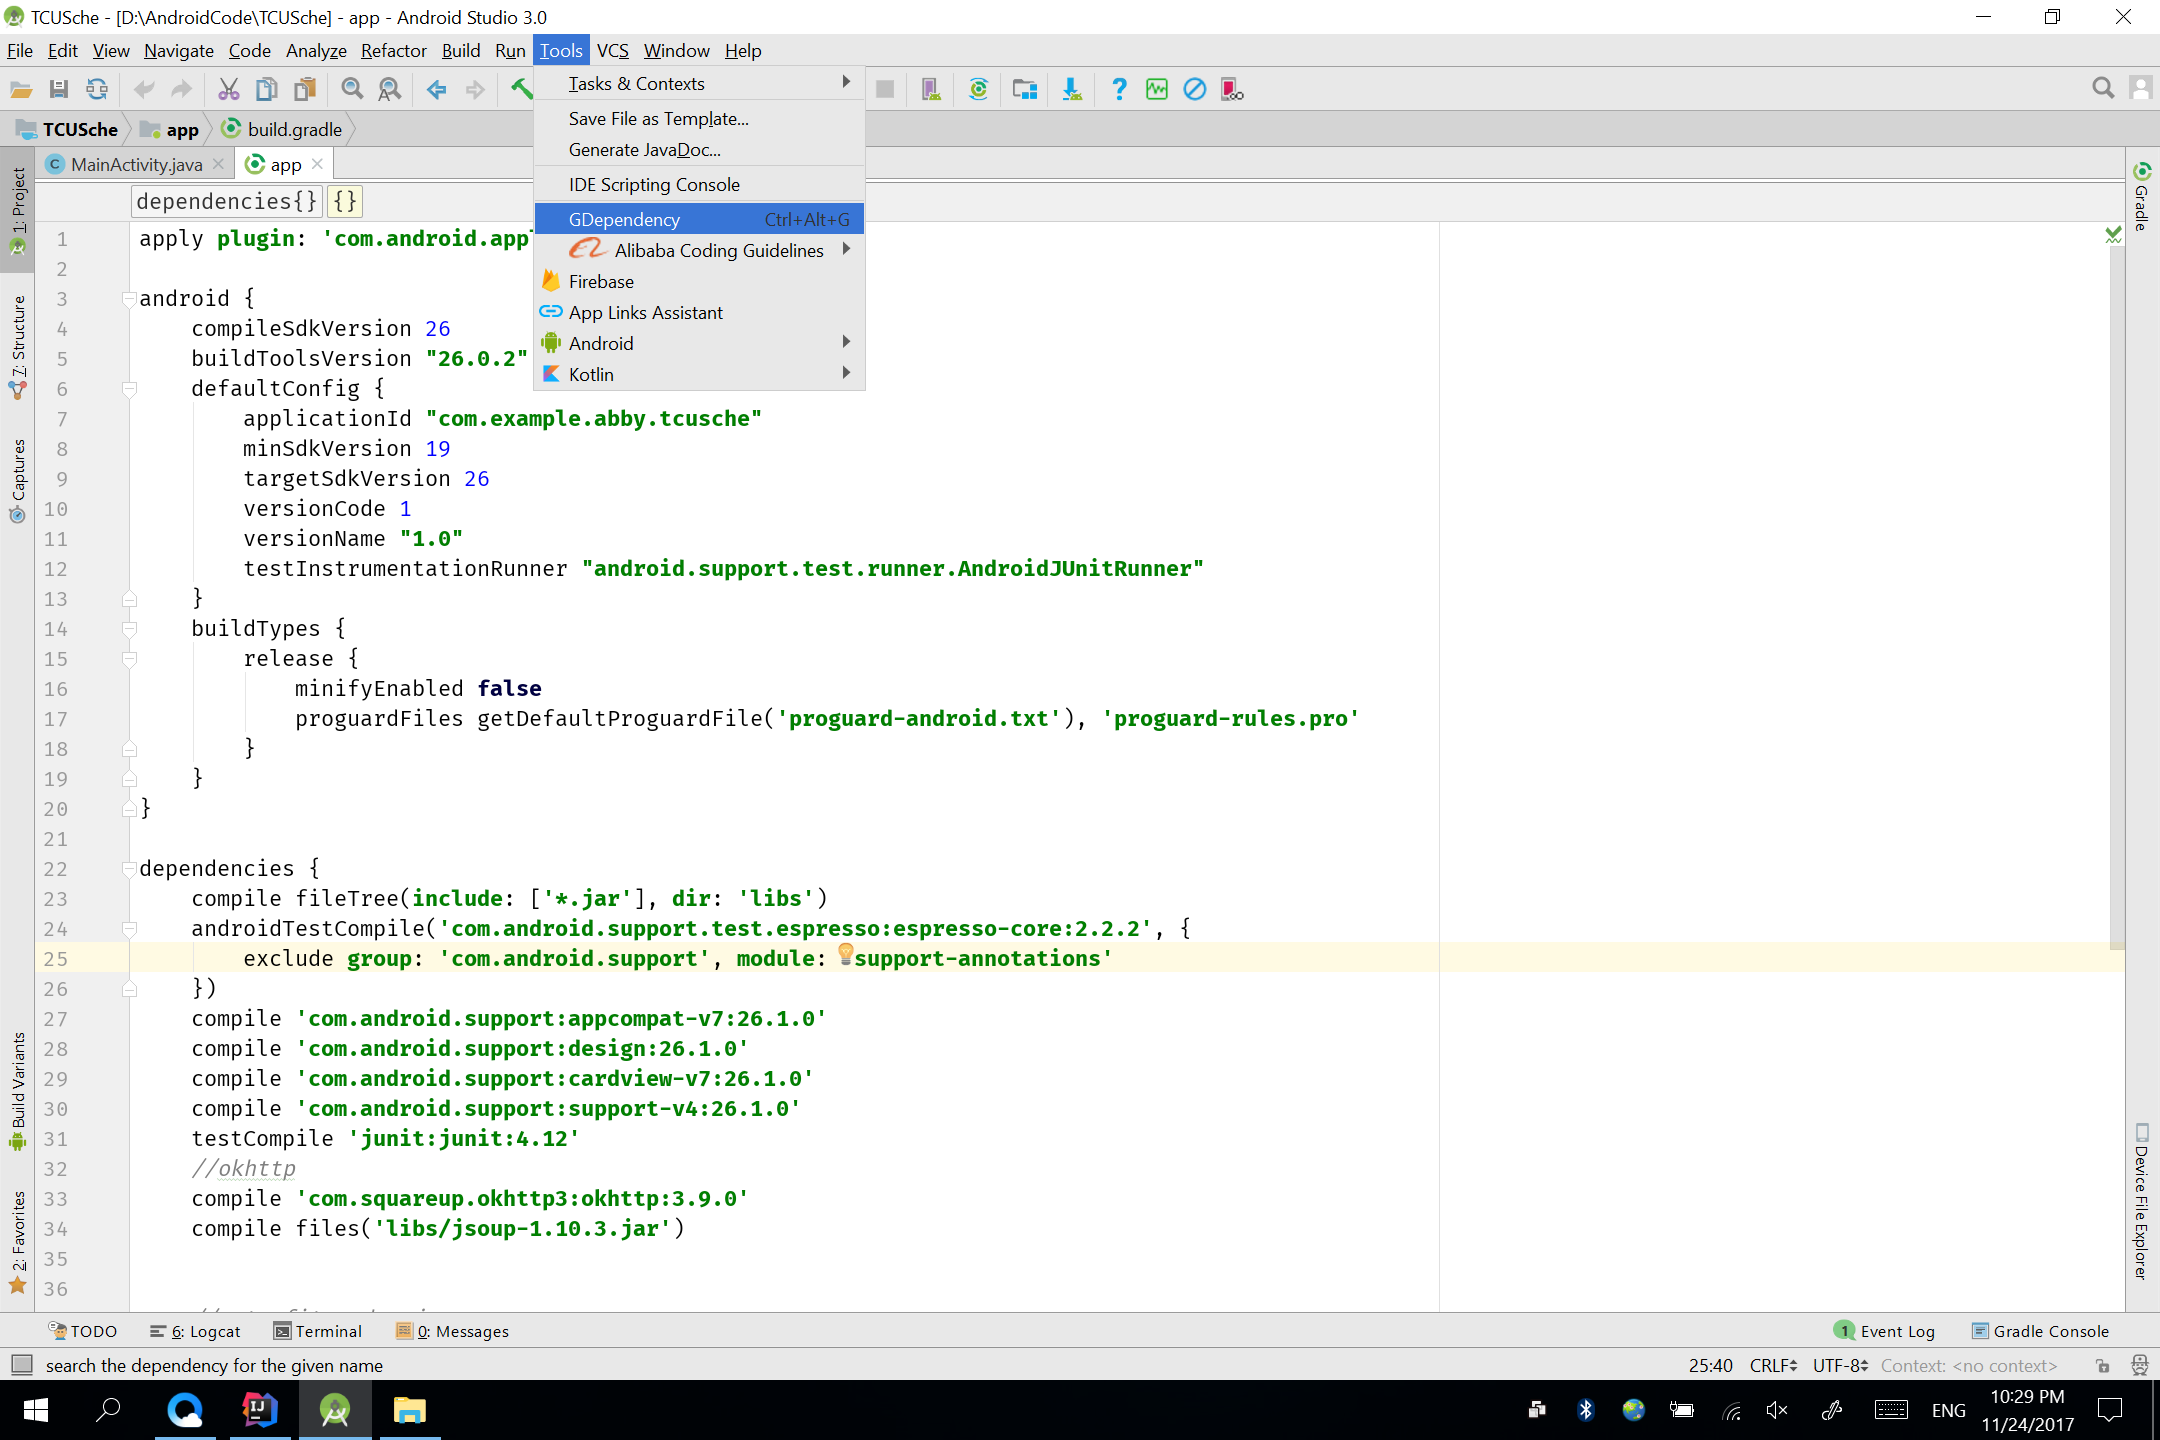 TCUSche - [D:\AndroidCode\TCUSche] - app - Android Studio 3.0
File Edit View Navigate Code Analyze Refactor Build Run Tools VCS Window Help
Tasks & Contexts
Save File as Template...
Generate JavaDoc...
IDE Scripting Console
GDependency Ctrl+Alt+G
Alibaba Coding Guidelines
Firebase
App Links Assistant
Android
Kotlin
TCUSche app build.gradle
MainActivity.java app
dependencies{} {}
1 apply plugin: 'com.android.appl
2
3 android {
4 compileSdkVersion 26
5 buildToolsVersion "26.0.2"
6 defaultConfig {
7 applicationId "com.example.abby.tcusche"
8 minSdkVersion 19
9 targetSdkVersion 26
10 versionCode 1
11 versionName "1.0"
12 testInstrumentationRunner "android.support.test.runner.AndroidJUnitRunner"
13 }
14 buildTypes {
15 release {
16 minifyEnabled false
17 proguardFiles getDefaultProguardFile('proguard-android.txt'), 'proguard-rules.pro'
18 }
19 }
20 }
21
22 dependencies {
23 compile fileTree(include: ['*.jar'], dir: 'libs')
24 androidTestCompile('com.android.support.test.espresso:espresso-core:2.2.2', {
25 exclude group: 'com.android.support', module: support-annotations'
26 })
27 compile 'com.android.support:appcompat-v7:26.1.0'
28 compile 'com.android.support:design:26.1.0'
29 compile 'com.android.support:cardview-v7:26.1.0'
30 compile 'com.android.support:support-v4:26.1.0'
31 testCompile 'junit:junit:4.12'
32 //okhttp
33 compile 'com.squareup.okhttp3:okhttp:3.9.0'
34 compile files('libs/jsoup-1.10.3.jar')
35
36
1: Project
7: Structure
Captures
Build Variants
2: Favorites
Gradle
Device File Explorer
TODO 6: Logcat Terminal 0: Messages 1 Event Log Gradle Console
search the dependency for the given name 25:40 CRLF UTF-8 Context: <no context>
IJ
ENG
10:29 PM
11/24/2017